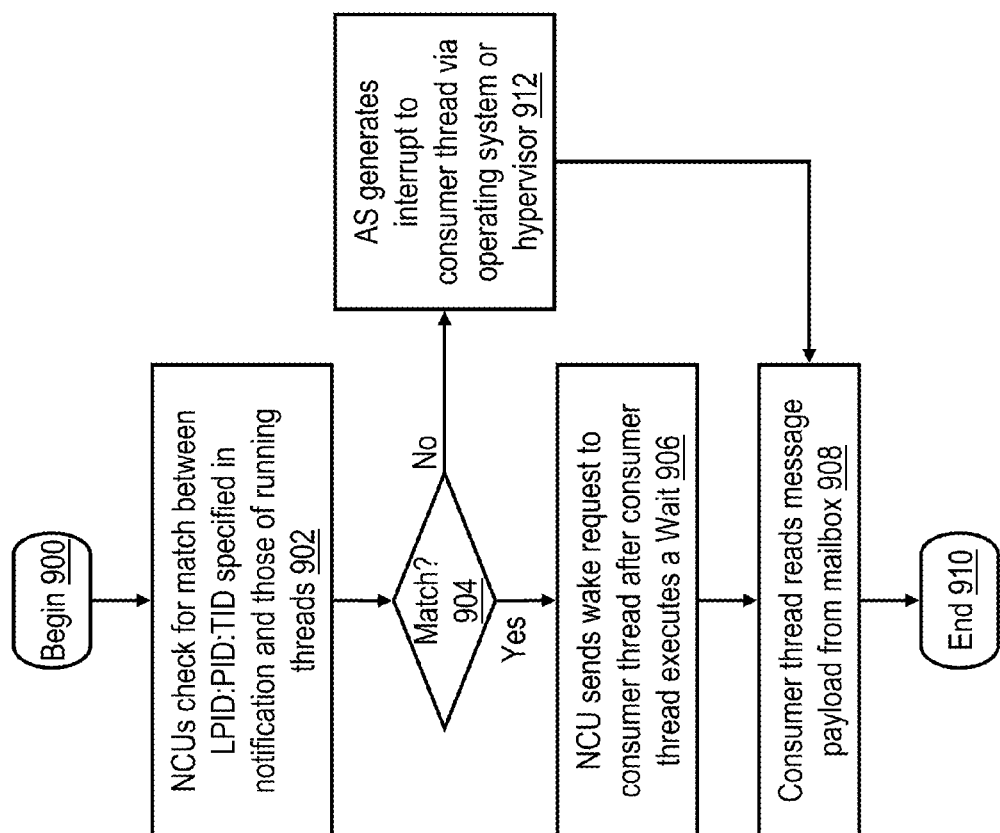 Begin 900
NCUs check for match between
LPID:PID:TID specified in
notification and those of running
threads 902
Match?
904
No
Yes
AS generates
interrupt to
consumer thread via
operating system or
hypervisor 912
NCU sends wake request to
consumer thread after consumer
thread executes a Wait 906
Consumer thread reads message
payload from mailbox 908
End 910